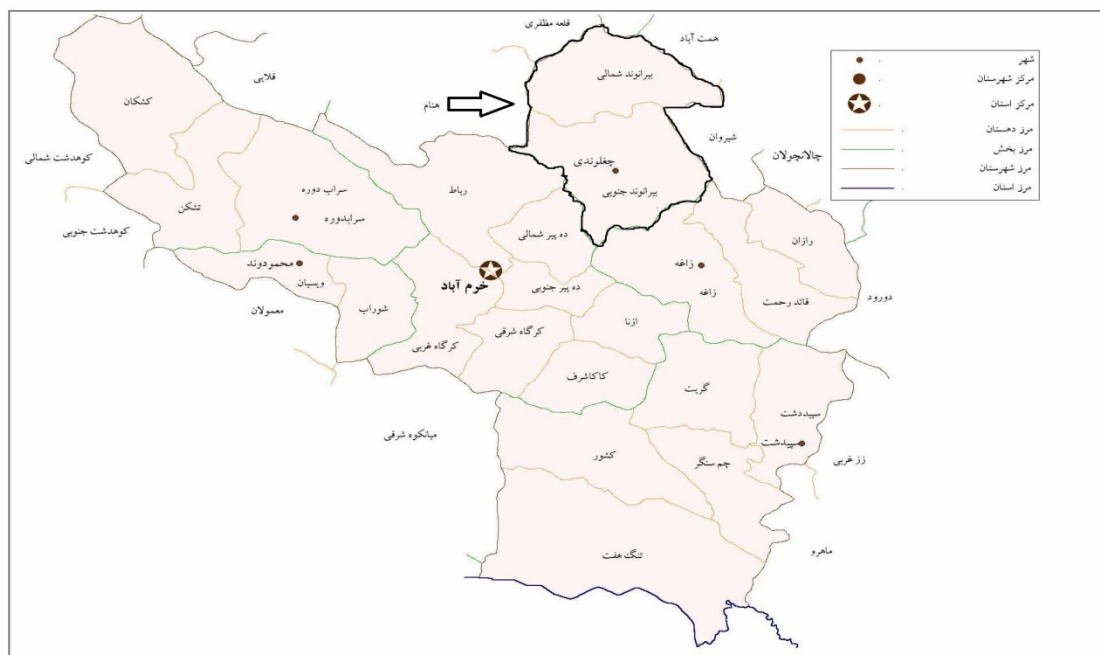 قلعه مظفری
همت آباد
بیرانوند شمالی
هنام
شیروان
چغلوندی
بیرانوند جنوبی
قلایی
کشکان
کوهدشت شمالی
چالانچولان
رباط
سراب دوره
سرابدوره
تشکن
کوهدشت جنوبی
ده پیر شمالی
رازان
زاغه
زاغه
قائد رحمت
دورود
محمودوند
ویسیان
معمولان
شوراب
خرم آباد
ده پیر جنوبی
ازنا
کرگاه شرقی
کرگاه غربی
کاکاشرف
گریت
سپیددشت
سپیدشت
میانکوه شرقی
کشور
چم سنگر
زز غربی
ماهرو
تنگ هفت
شهر
مرکز شهرستان
مرکز استان
مرز دهستان
مرز بخش
مرز شهرستان
مرز استان